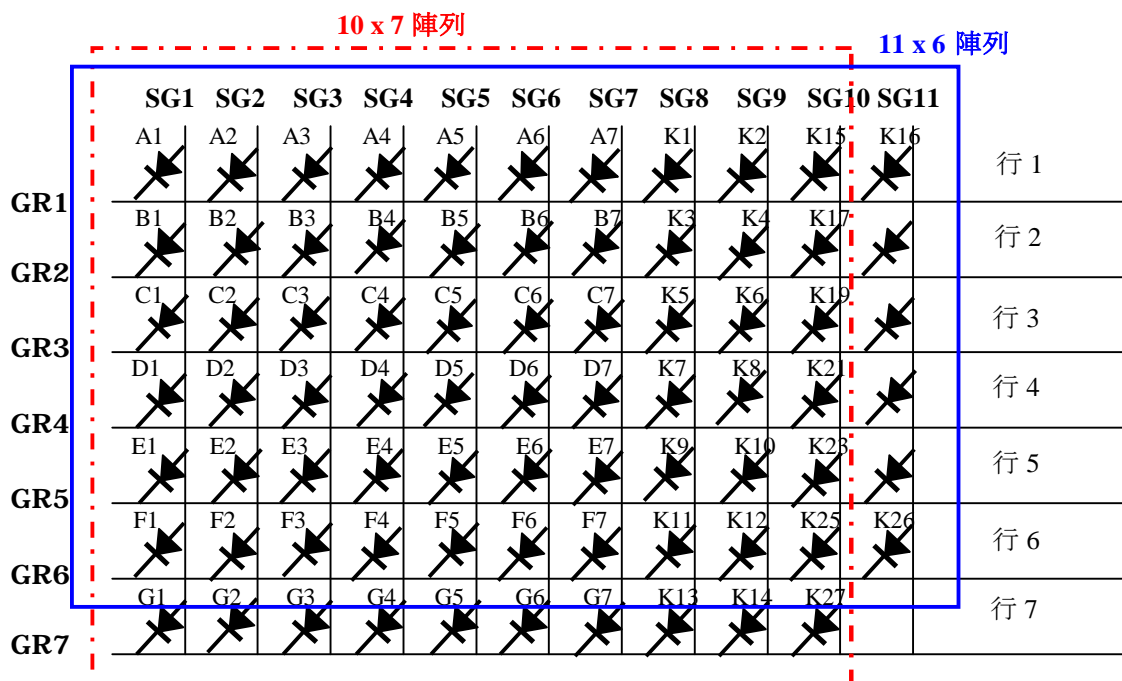 10 x 7 陣列
11 x 6 陣列
SG1 SG2 SG3 SG4 SG5 SG6 SG7 SG8 SG9 SG10 SG11
A1 A2 A3 A4 A5 A6 A7 K1 K2 K15 K16
行 1
GR1
B1 B2 B3 B4 B5 B6 B7 K3 K4 K17
行 2
GR2
C1 C2 C3 C4 C5 C6 C7 K5 K6 K19
行 3
GR3
D1 D2 D3 D4 D5 D6 D7 K7 K8 K21
行 4
GR4
E1 E2 E3 E4 E5 E6 E7 K9 K10 K23
行 5
GR5
F1 F2 F3 F4 F5 F6 F7 K11 K12 K25 K26
行 6
GR6
G1 G2 G3 G4 G5 G6 G7 K13 K14 K27
行 7
GR7